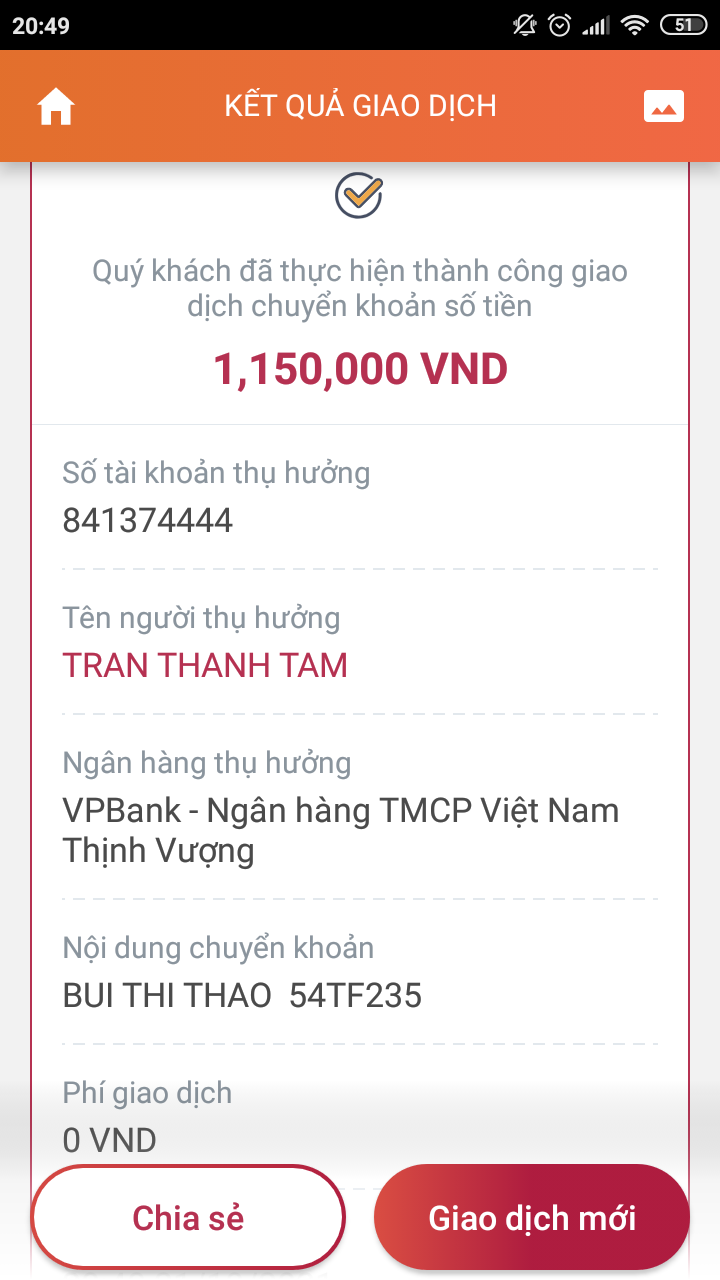 20:49
51
KẾT QUẢ GIAO DỊCH
Quý khách đã thực hiện thành công giao
dịch chuyển khoản số tiền
1,150,000 VND
Số tài khoản thụ hưởng
841374444
Tên người thụ hưởng
TRAN THANH TAM
Ngân hàng thụ hưởng
VPBank - Ngân hàng TMCP Việt Nam
Thịnh Vượng
Nội dung chuyển khoản
BUI THI THAO  54TF235
Phí giao dịch
0 VND
Chia sẻ
Giao dịch mới